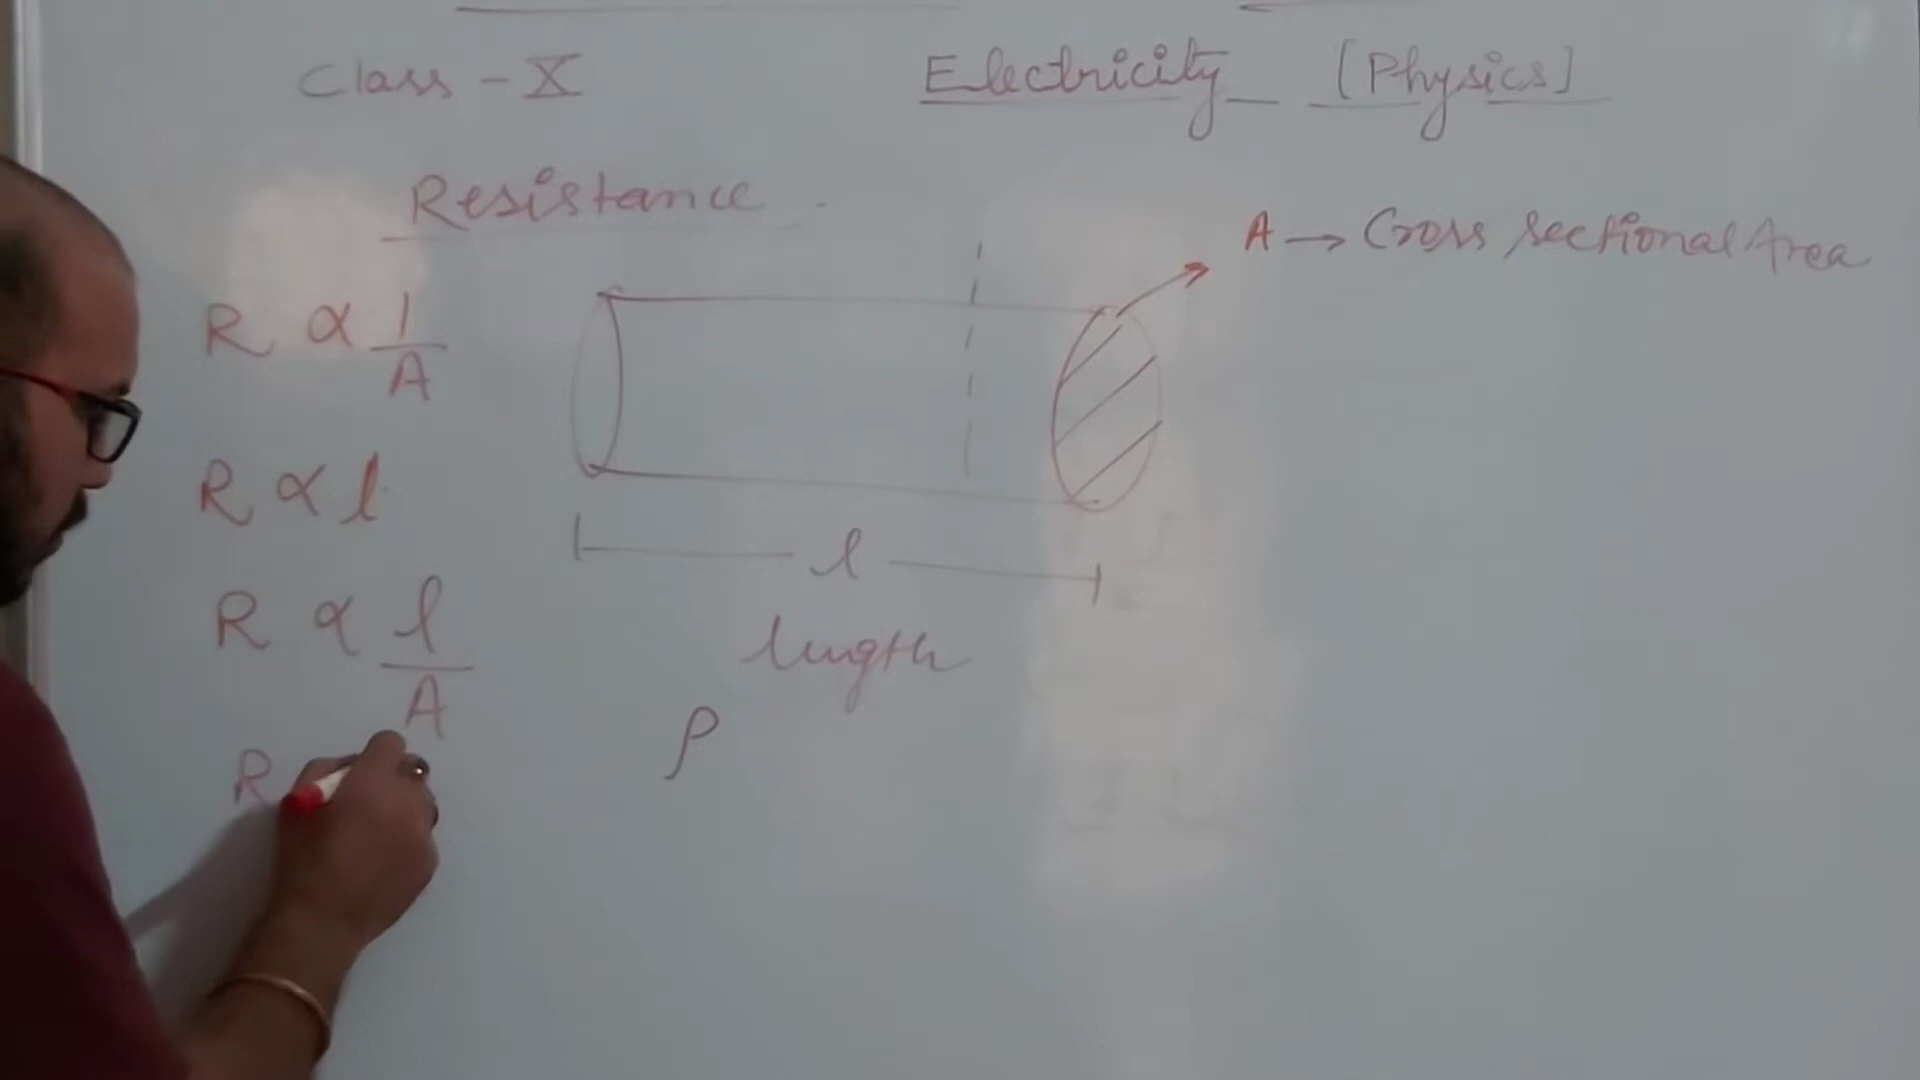 Class - X
Electricity [Physics]
Resistance
A → Cross sectional Area
R ∝ 1/A
R ∝ l
R ∝ l/A
R
l
length
ρ